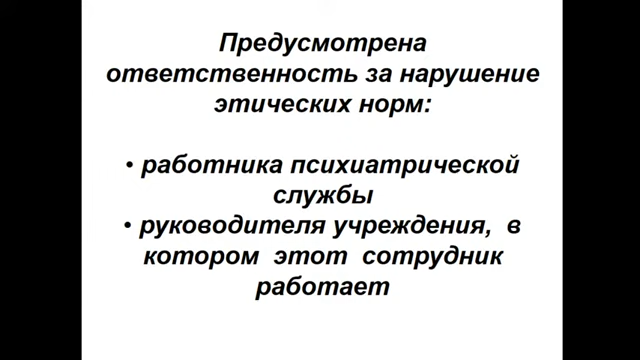 Предусмотрена
ответственность за нарушение
этических норм:
• работника психиатрической
службы
• руководителя учреждения, в
котором этот сотрудник
работает